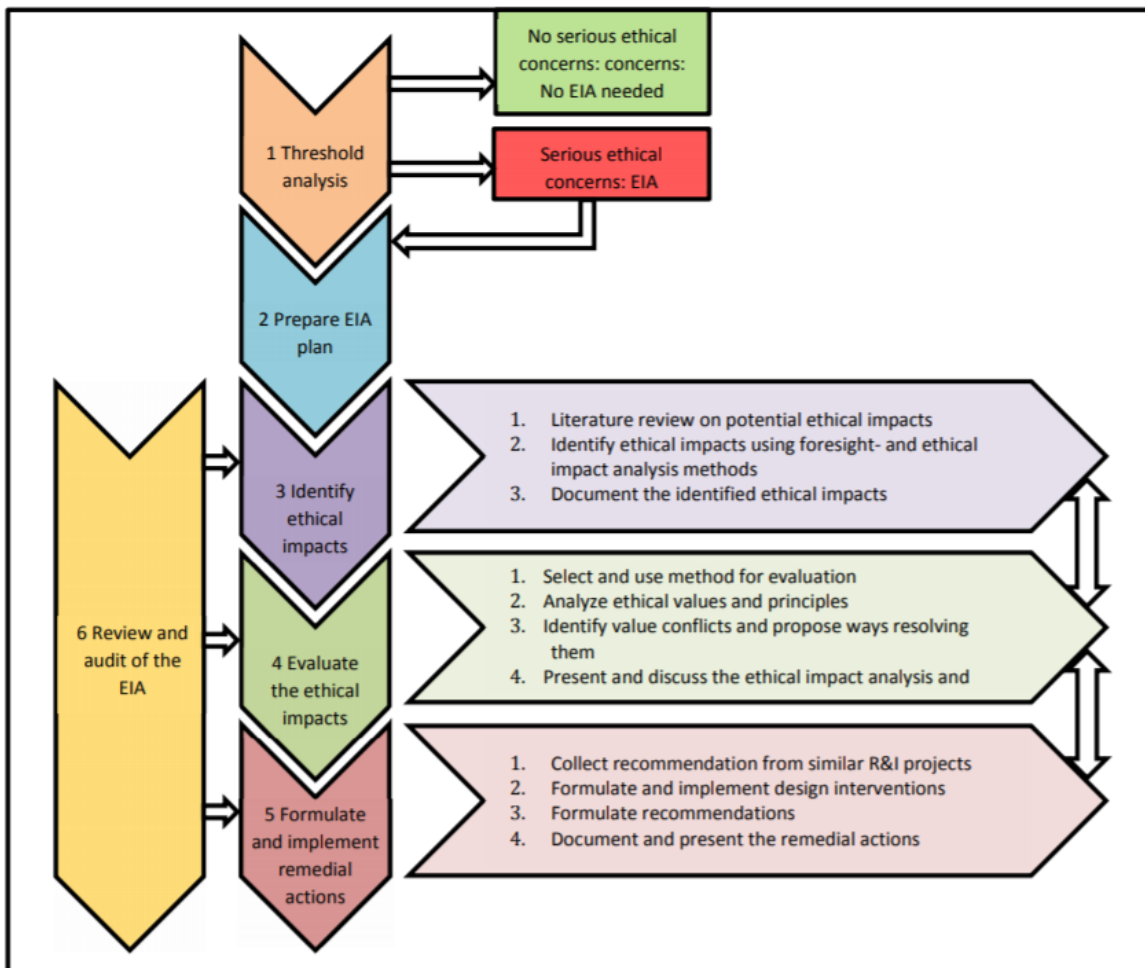 No serious ethical
concerns: concerns:
No EIA needed
1 Threshold
analysis
Serious ethical
concerns: EIA
2 Prepare EIA
plan
3 Identify
ethical
impacts
1. Literature review on potential ethical impacts
2. Identify ethical impacts using foresight- and ethical
impact analysis methods
3. Document the identified ethical impacts
6 Review and
audit of the
EIA
4 Evaluate
the ethical
impacts
1. Select and use method for evaluation
2. Analyze ethical values and principles
3. Identify value conflicts and propose ways resolving
them
4. Present and discuss the ethical impact analysis and
5 Formulate
and implement
remedial
actions
1. Collect recommendation from similar R&I projects
2. Formulate and implement design interventions
3. Formulate recommendations
4. Document and present the remedial actions